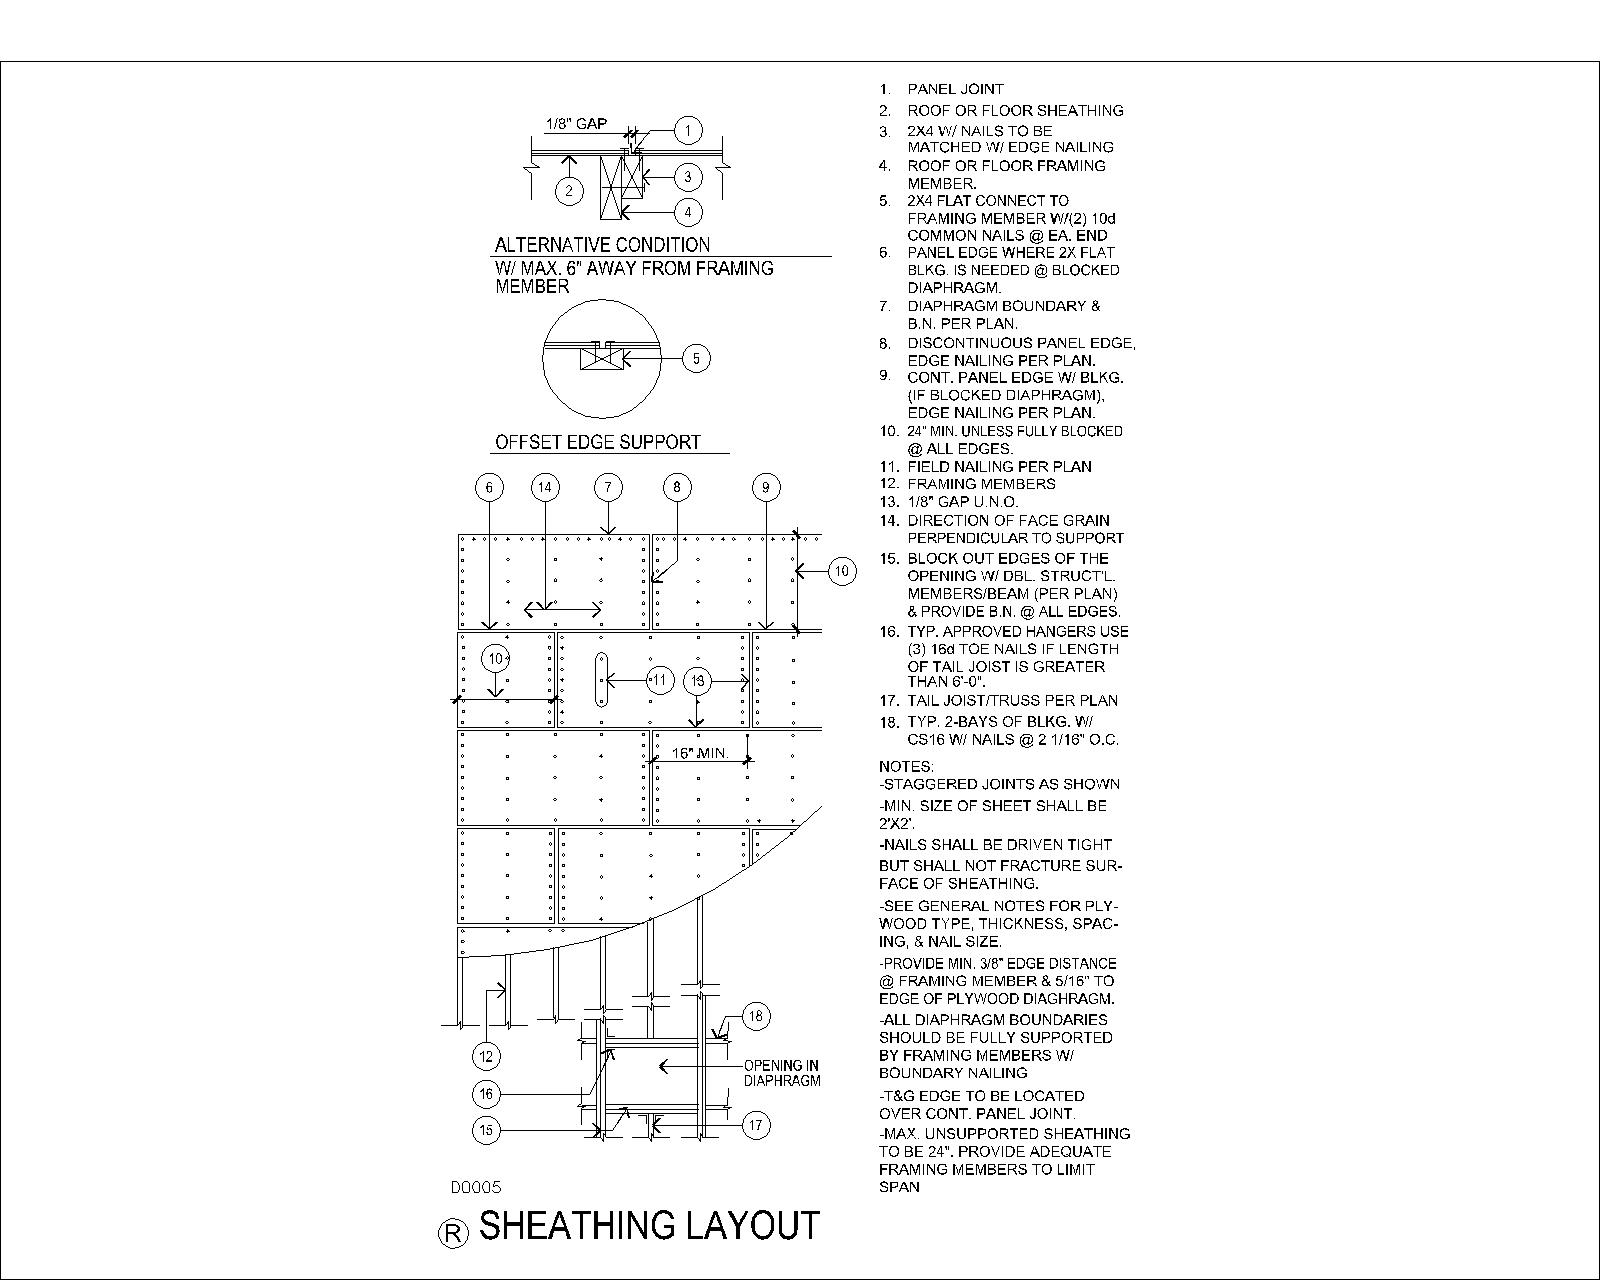 1/8" GAP
1
2
3
4
ALTERNATIVE CONDITION
W/ MAX. 6" AWAY FROM FRAMING
MEMBER
5
OFFSET EDGE SUPPORT
6
14
7
8
9
10
10
11
13
16" MIN.
12
18
OPENING IN
DIAPHRAGM
16
15
17
D0005
R SHEATHING LAYOUT
1. PANEL JOINT
2. ROOF OR FLOOR SHEATHING
3. 2X4 W/ NAILS TO BE
MATCHED W/ EDGE NAILING
4. ROOF OR FLOOR FRAMING
MEMBER.
5. 2X4 FLAT CONNECT TO
FRAMING MEMBER W/(2) 10d
COMMON NAILS @ EA. END
6. PANEL EDGE WHERE 2X FLAT
BLKG. IS NEEDED @ BLOCKED
DIAPHRAGM.
7. DIAPHRAGM BOUNDARY &
B.N. PER PLAN.
8. DISCONTINUOUS PANEL EDGE,
EDGE NAILING PER PLAN.
9. CONT. PANEL EDGE W/ BLKG.
(IF BLOCKED DIAPHRAGM),
EDGE NAILING PER PLAN.
10. 24" MIN. UNLESS FULLY BLOCKED
@ ALL EDGES.
11. FIELD NAILING PER PLAN
12. FRAMING MEMBERS
13. 1/8" GAP U.N.O.
14. DIRECTION OF FACE GRAIN
PERPENDICULAR TO SUPPORT
15. BLOCK OUT EDGES OF THE
OPENING W/ DBL. STRUCT'L.
MEMBERS/BEAM (PER PLAN)
& PROVIDE B.N. @ ALL EDGES.
16. TYP. APPROVED HANGERS USE
(3) 16d TOE NAILS IF LENGTH
OF TAIL JOIST IS GREATER
THAN 6'-0".
17. TAIL JOIST/TRUSS PER PLAN
18. TYP. 2-BAYS OF BLKG. W/
CS16 W/ NAILS @ 2 1/16" O.C.
NOTES:
-STAGGERED JOINTS AS SHOWN
-MIN. SIZE OF SHEET SHALL BE
2'X2'.
-NAILS SHALL BE DRIVEN TIGHT
BUT SHALL NOT FRACTURE SUR-
FACE OF SHEATHING.
-SEE GENERAL NOTES FOR PLY-
WOOD TYPE, THICKNESS, SPAC-
ING, & NAIL SIZE.
-PROVIDE MIN. 3/8" EDGE DISTANCE
@ FRAMING MEMBER & 5/16" TO
EDGE OF PLYWOOD DIAGHRAGM.
-ALL DIAPHRAGM BOUNDARIES
SHOULD BE FULLY SUPPORTED
BY FRAMING MEMBERS W/
BOUNDARY NAILING
-T&G EDGE TO BE LOCATED
OVER CONT. PANEL JOINT.
-MAX. UNSUPPORTED SHEATHING
TO BE 24". PROVIDE ADEQUATE
FRAMING MEMBERS TO LIMIT
SPAN